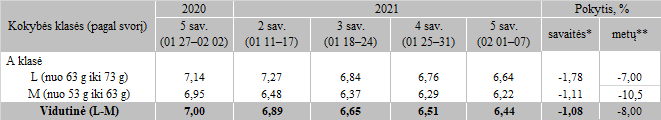 Kokybės klasės (pagal svorį) 2020 2021 Pokytis, %
5 sav. (01 27–02 02) 2 sav. (01 11–17) 3 sav. (01 18–24) 4 sav. (01 25–31) 5 sav. (02 01–07) savaitės* metų**
A klasė
L (nuo 63 g iki 73 g) 7,14 7,27 6,84 6,76 6,64 -1,78 -7,00
M (nuo 53 g iki 63 g) 6,95 6,48 6,37 6,29 6,22 -1,11 -10,5
Vidutinė (L-M) 7,00 6,89 6,65 6,51 6,44 -1,08 -8,00